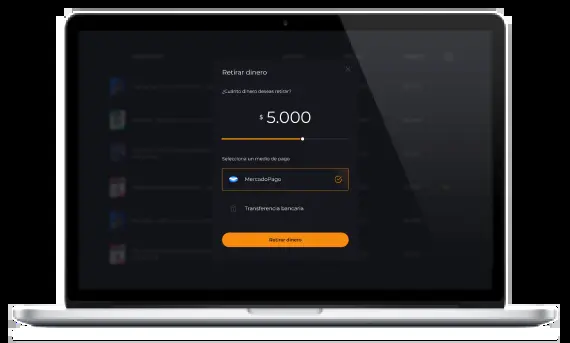 Retirar dinero
¿Cuánto dinero deseas retirar?
$ 5.000
Selecciona un medio de pago
MercadoPago
Transferencia bancaria
Retirar dinero